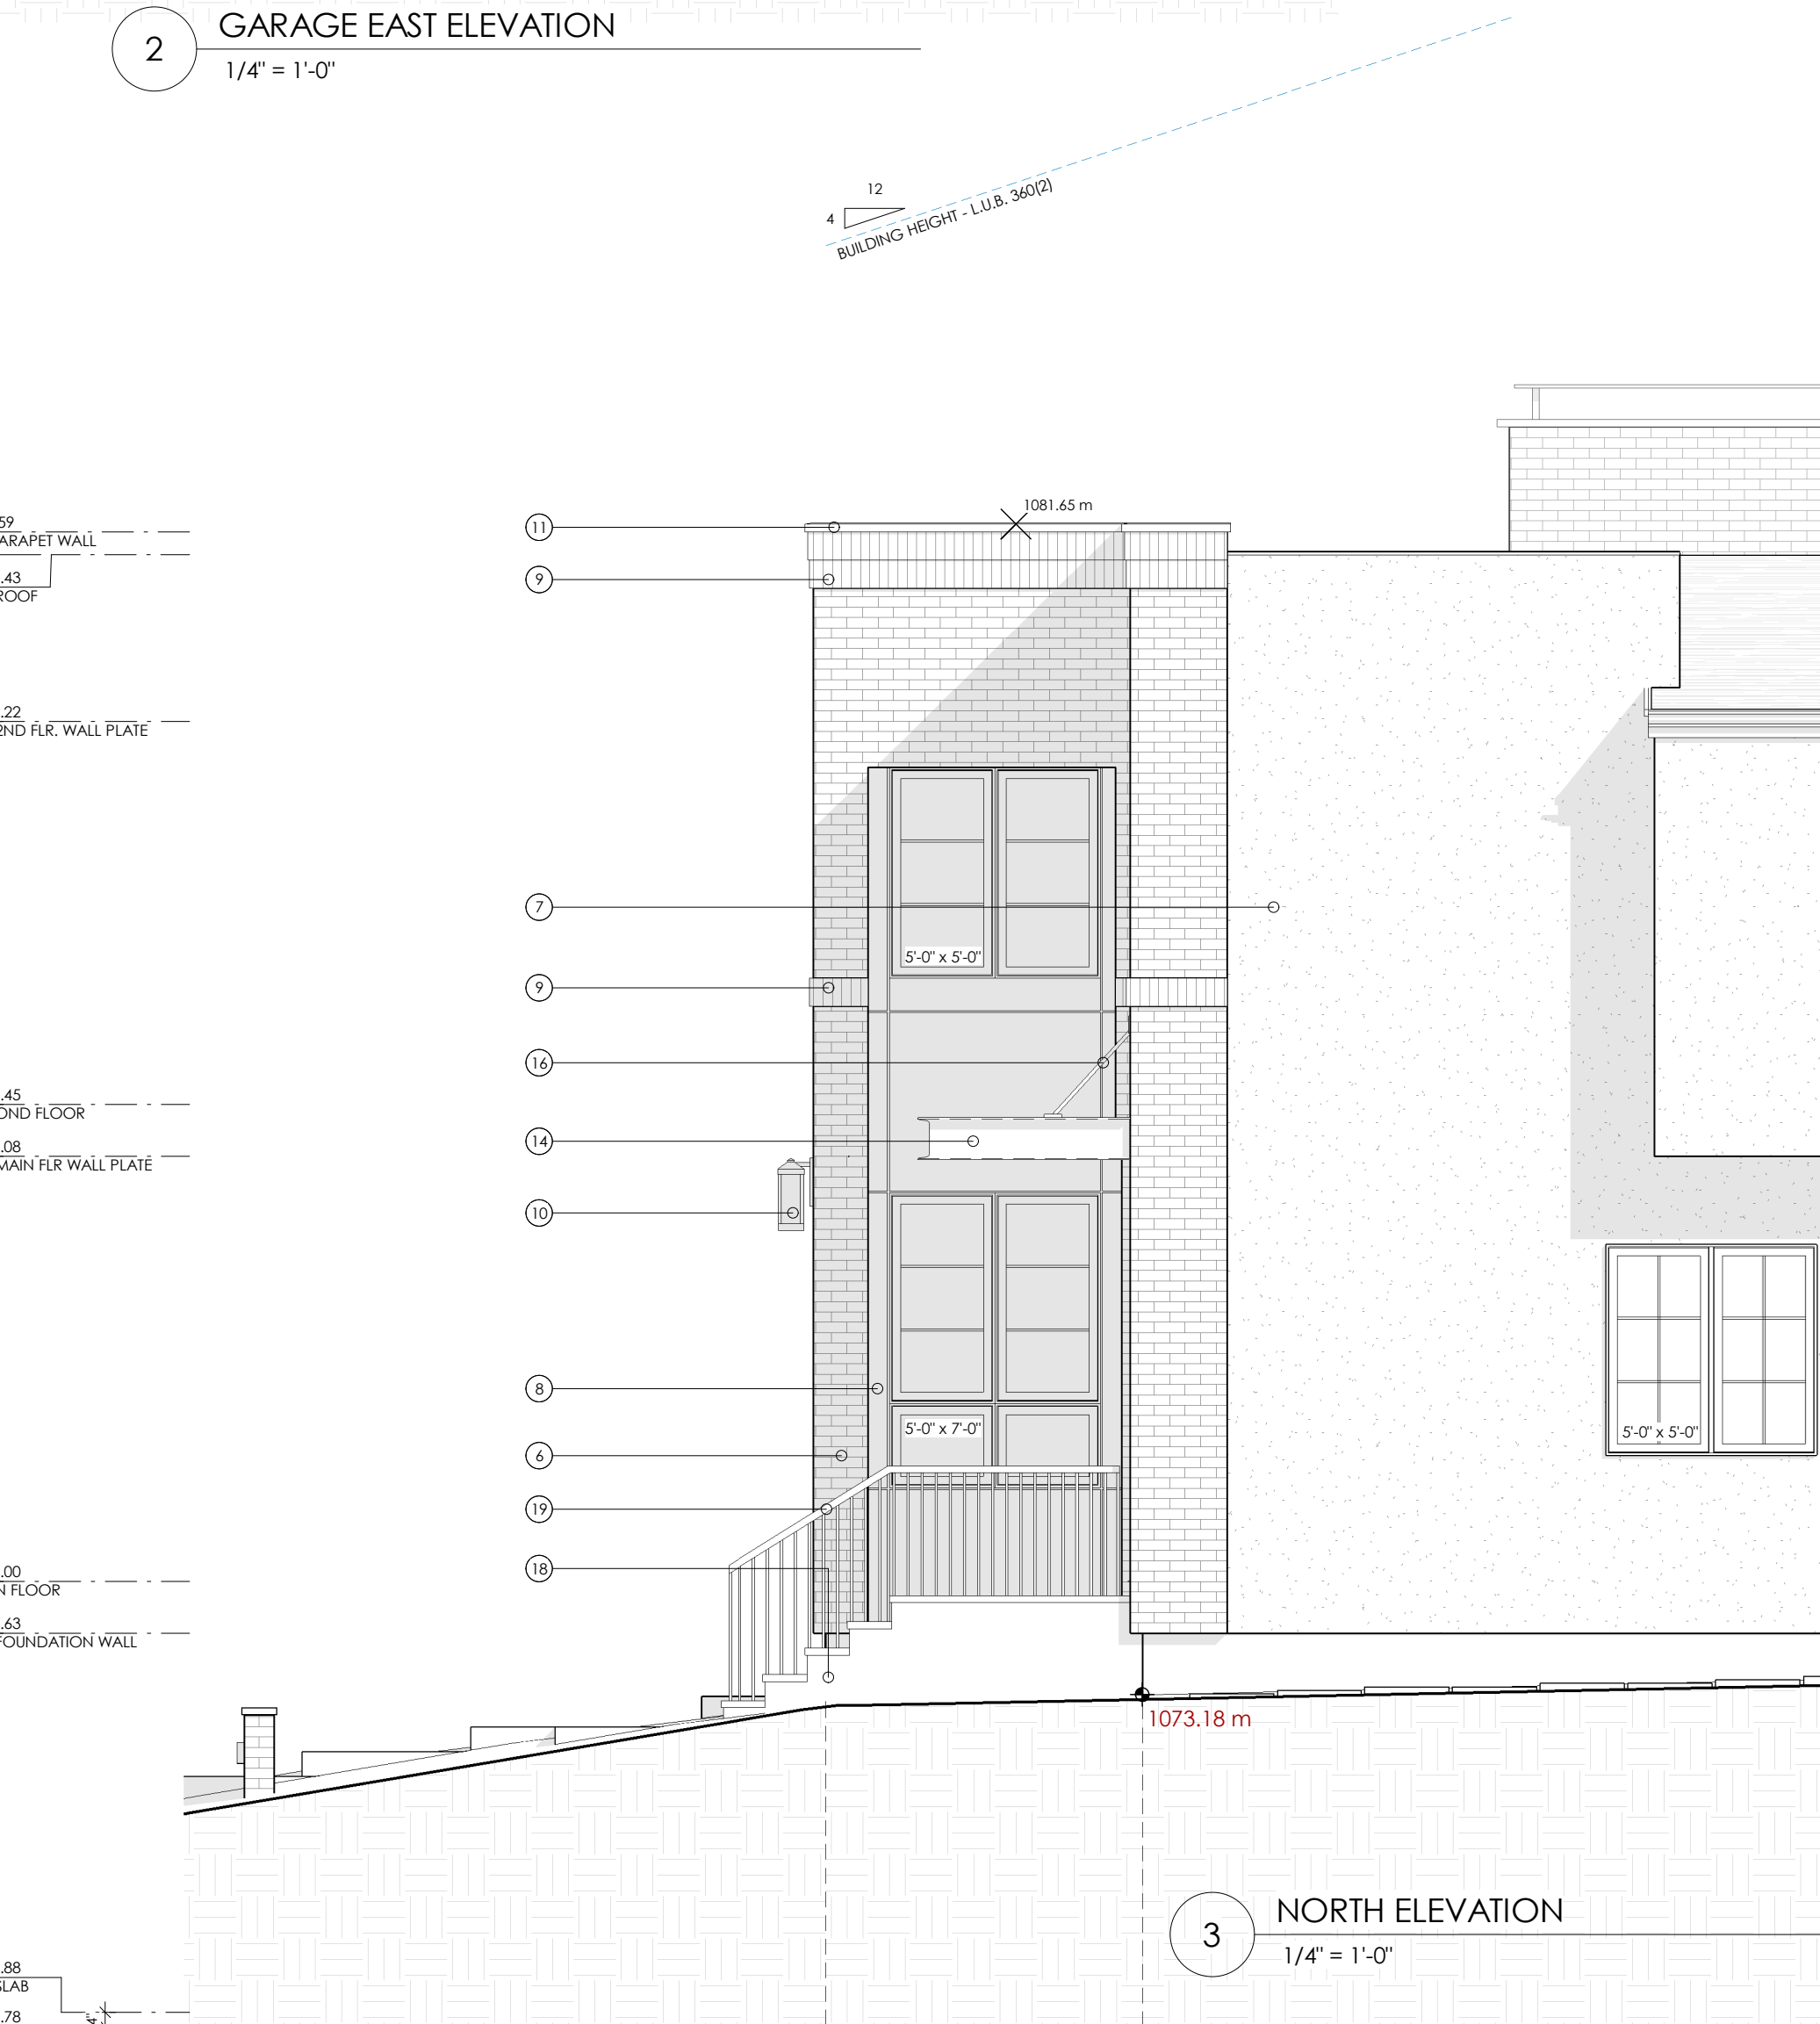 2
GARAGE EAST ELEVATION
1/4" = 1'-0"
12
4
BUILDING HEIGHT - L.U.B. 360(2)
1081.65 m
11
59
WALL
.43
9
.22
2ND FLR. WALL PLATE
7
5'-0" x 5'-0"
9
16
.45
FLOOR
14
.08
MAIN FLR WALL PLATE
10
8
5'-0" x 7'-0"
5'-0" x 5'-0"
6
19
18
.00
FLOOR
.63
FOUNDATION WALL
1073.18 m
3
NORTH ELEVATION
1/4" = 1'-0"
.88
SLAB
.78